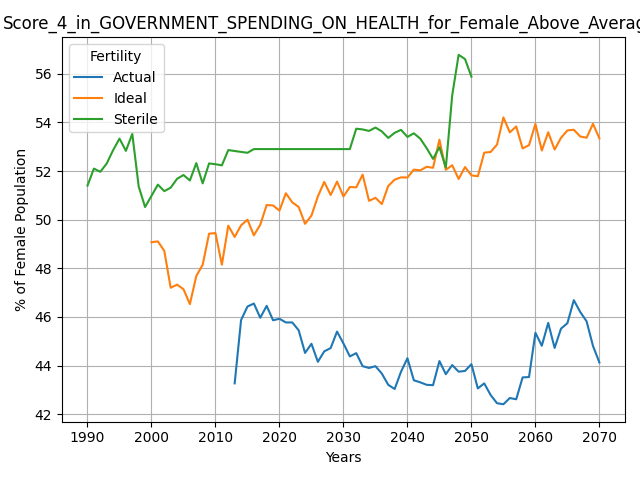 Score_4_in_GOVERNMENT_SPENDING_ON_HEALTH_for_Female_Above_Averag
Fertility
Actual
Ideal
Sterile
56
54
52
50
48
46
44
42
% of Female Population
1990 2000 2010 2020 2030 2040 2050 2060 2070
Years